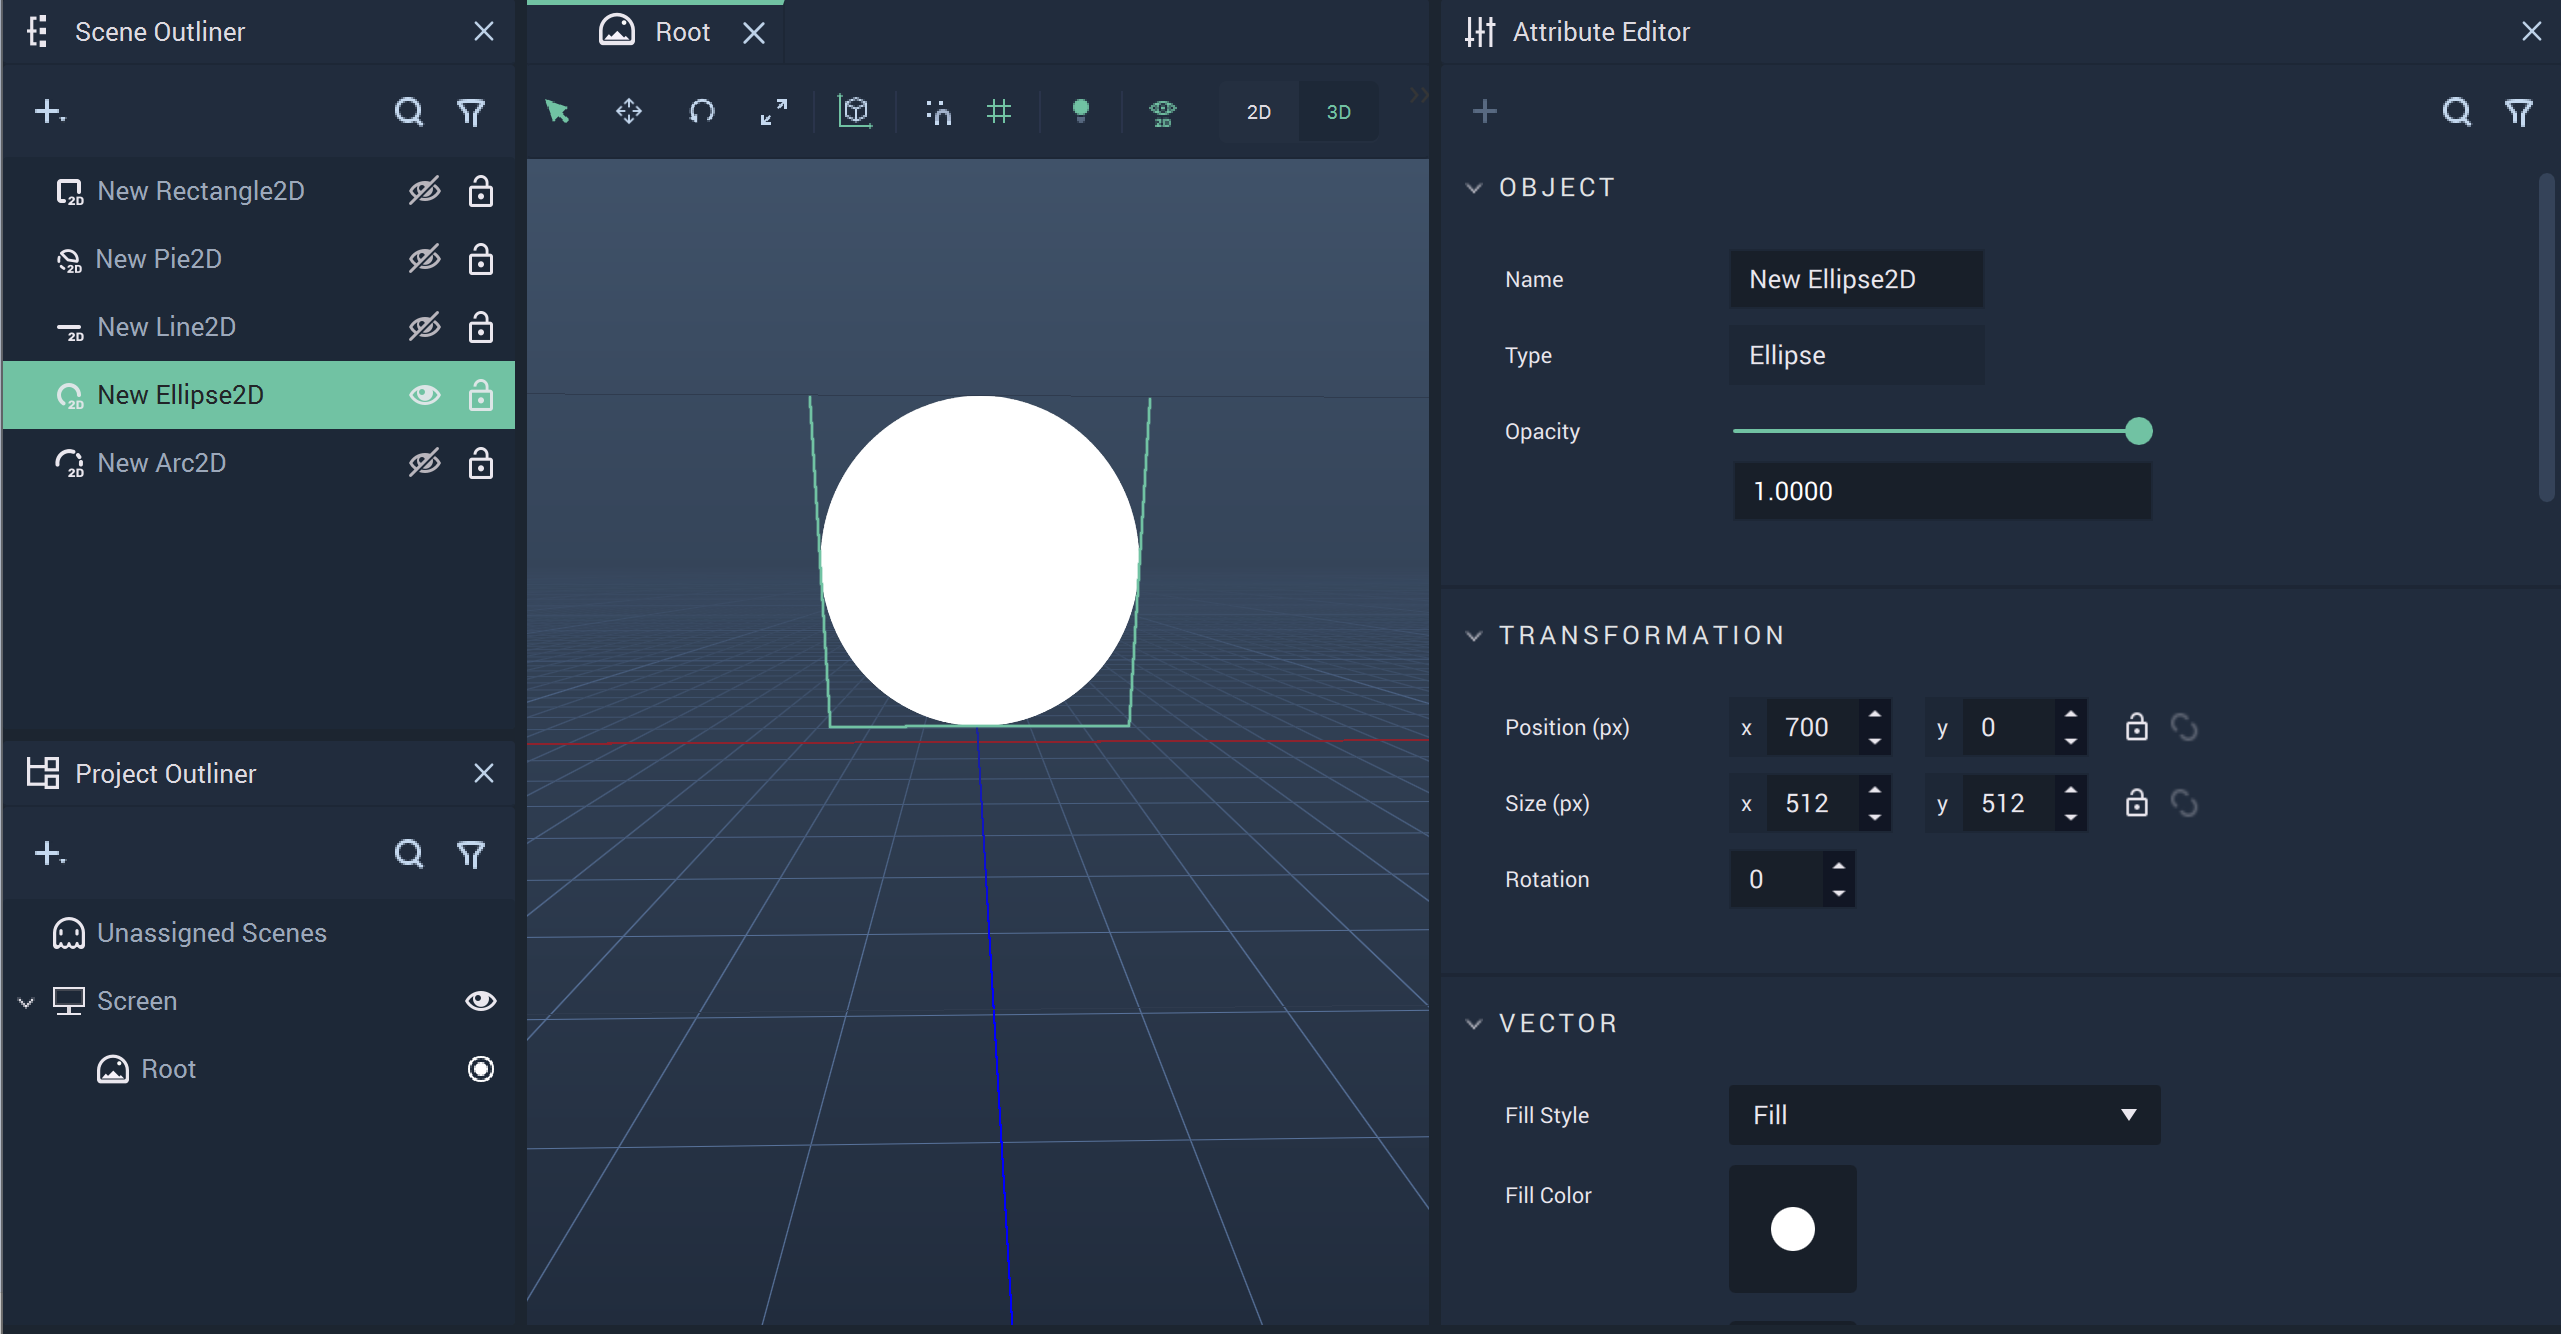 Scene Outliner
New Rectangle2D
New Pie2D
New Line2D
New Ellipse2D
New Arc2D
Project Outliner
Unassigned Scenes
Screen
Root
Root
2D
2D 3D
Attribute Editor
OBJECT
Name New Ellipse2D
Type Ellipse
Opacity
1.0000
TRANSFORMATION
Position (px) x 700 y 0
Size (px) x 512 y 512
Rotation 0
VECTOR
Fill Style Fill
Fill Color